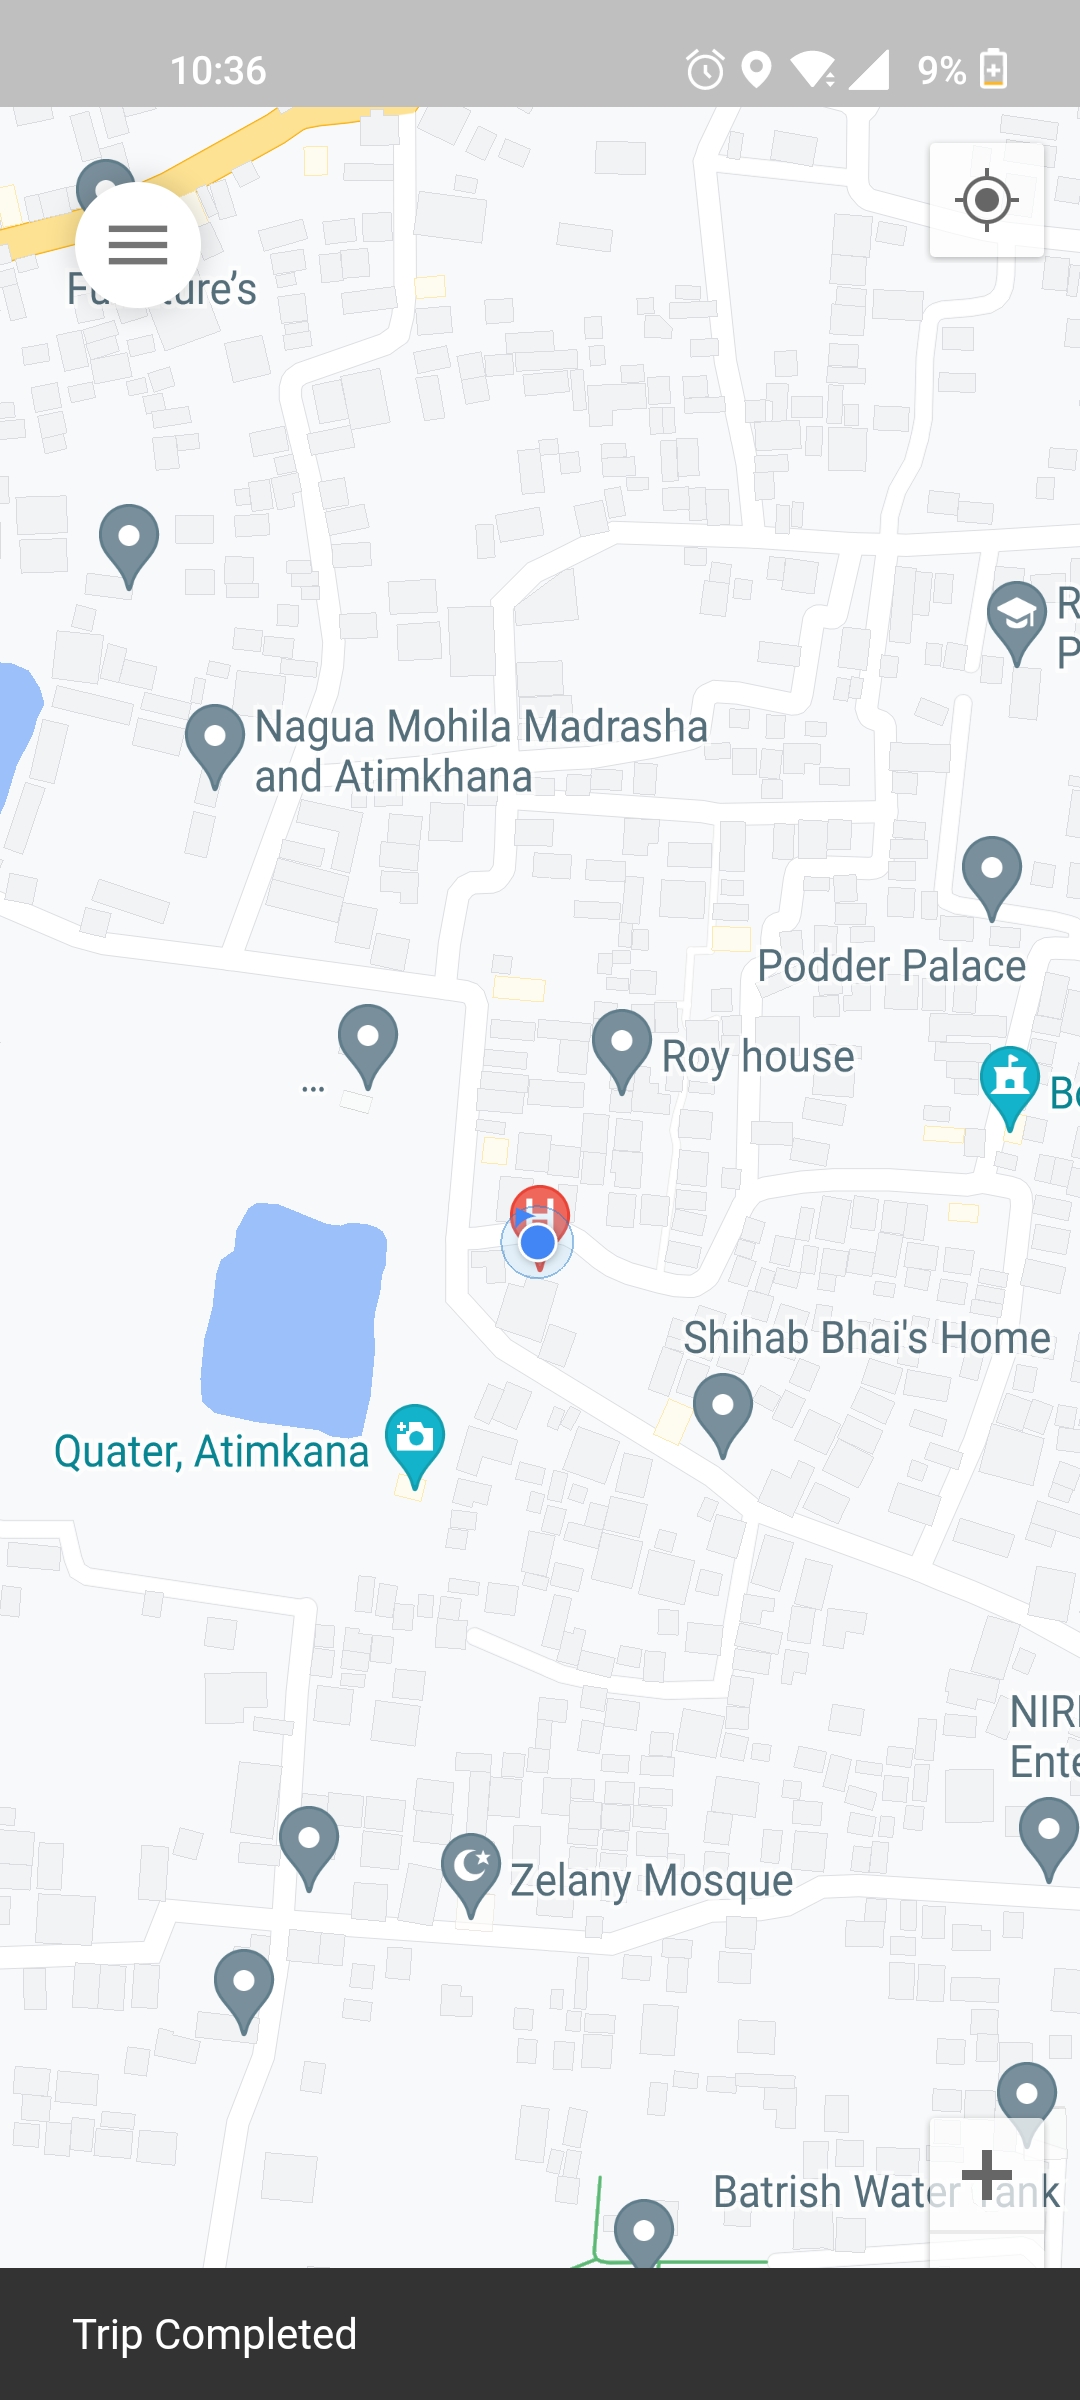 10:36
9%
Nagua Mohila Madrasha
and Atimkhana
Podder Palace
Roy house
H
Shihab Bhai's Home
Quater, Atimkana
Zelany Mosque
Batrish Water Tank
Trip Completed